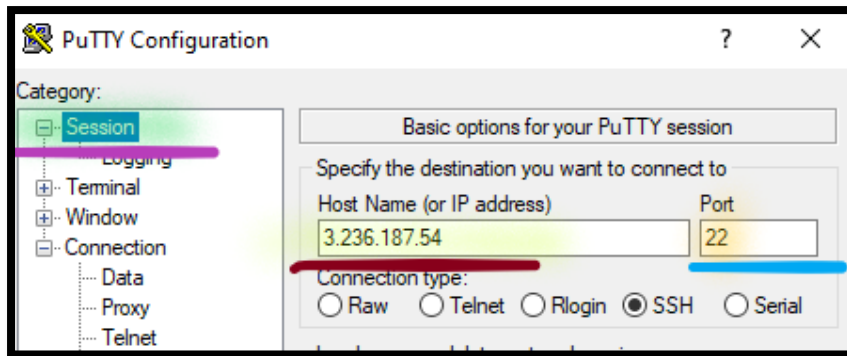 PuTTY Configuration
?
Category:
Session
Logging
Terminal
Window
Connection
Data
Proxy
Telnet
Basic options for your PuTTY session
Specify the destination you want to connect to
Host Name (or IP address)
Port
3.236.187.54
22
Connection type:
Raw Telnet Rlogin SSH Serial